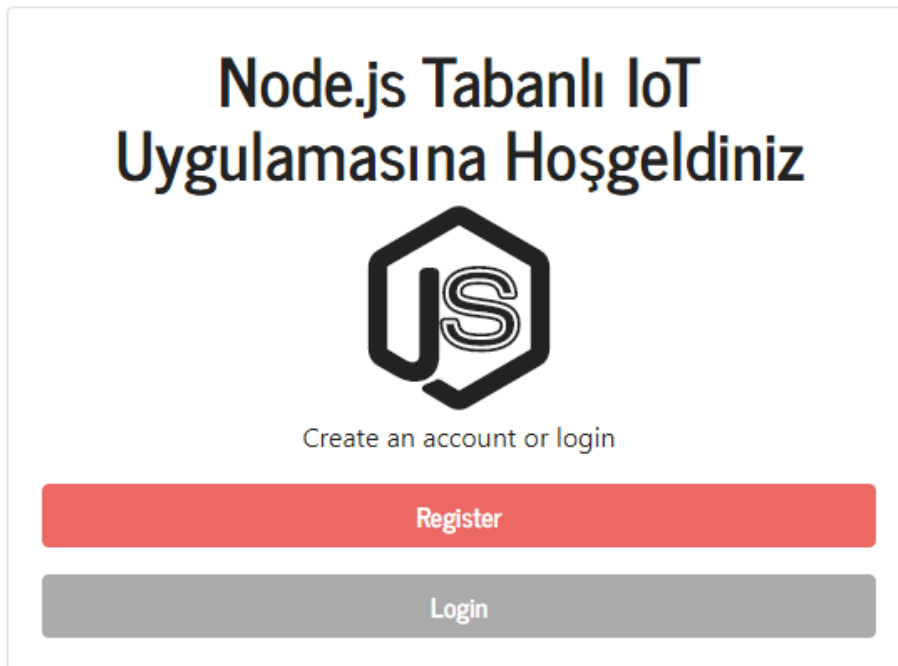 Node.js Tabanlı IoT
Uygulamasına Hoşgeldiniz
JS
Create an account or login
Register
Login